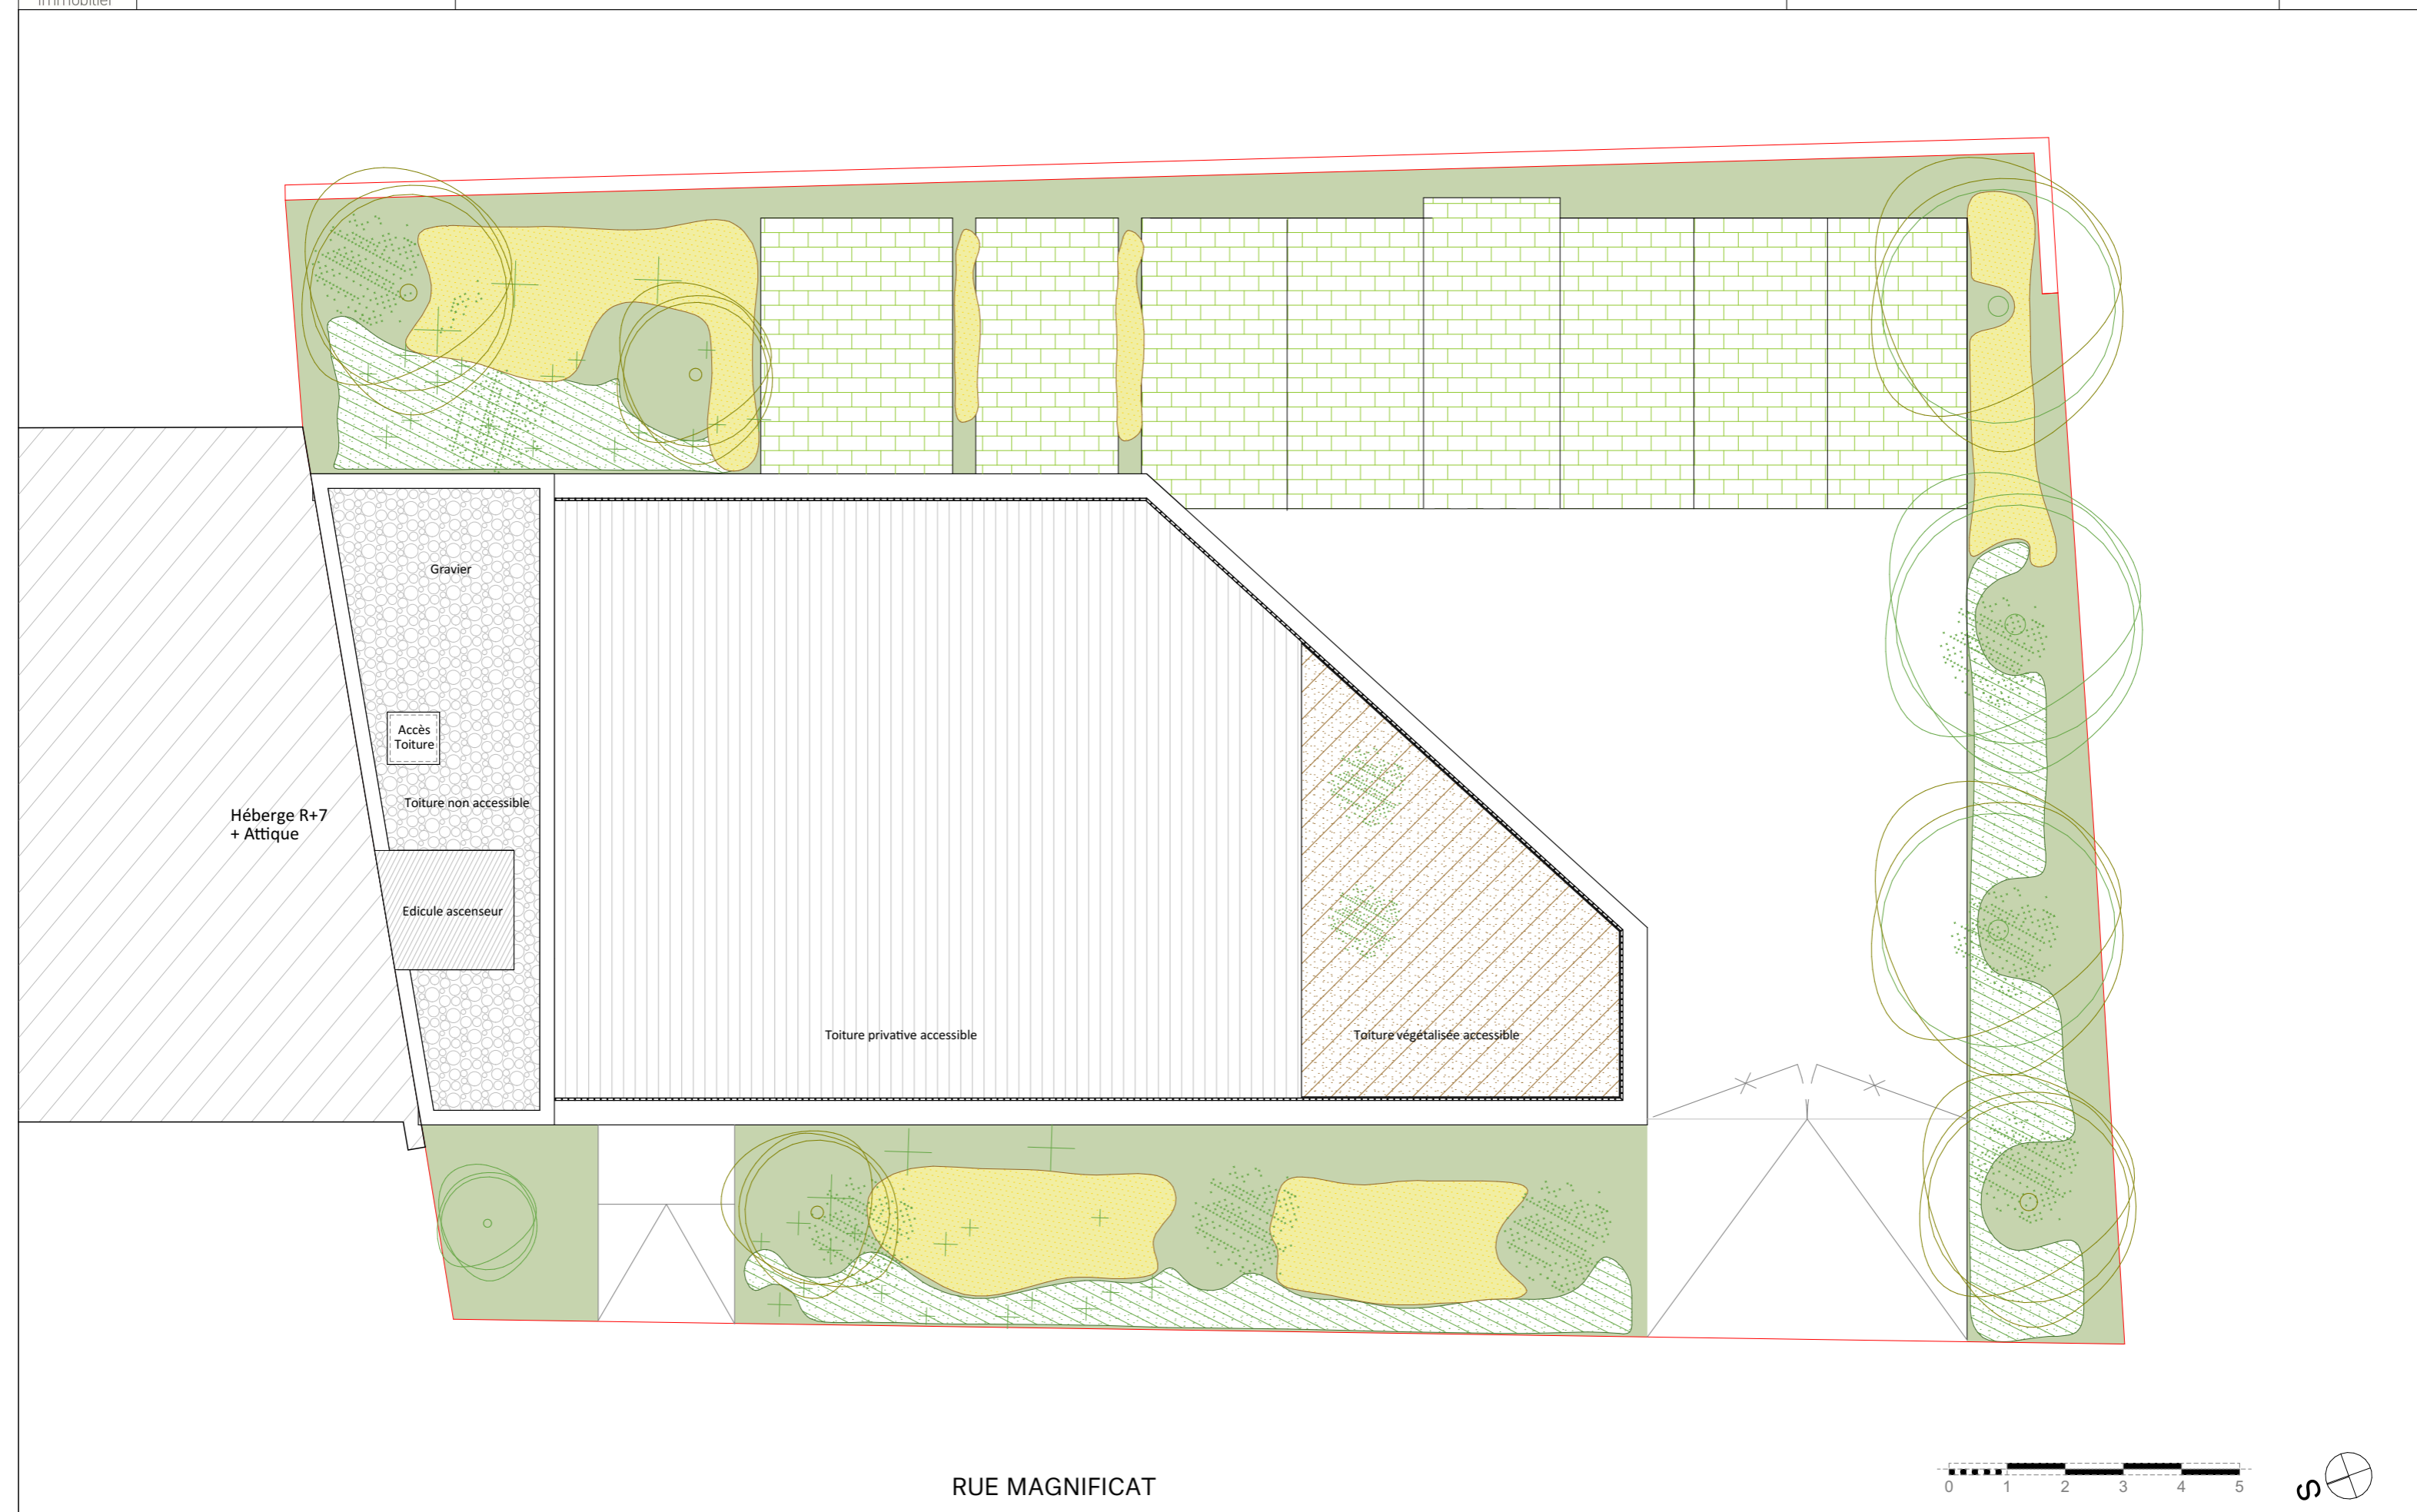 immobilier
Gravier
Accès
Toiture
Toiture non accessible
Héberge R+7
+ Attique
Edicule ascenseur
Toiture privative accessible
Toiture végétalisée accessible
RUE MAGNIFICAT
0 1 2 3 4 5
S